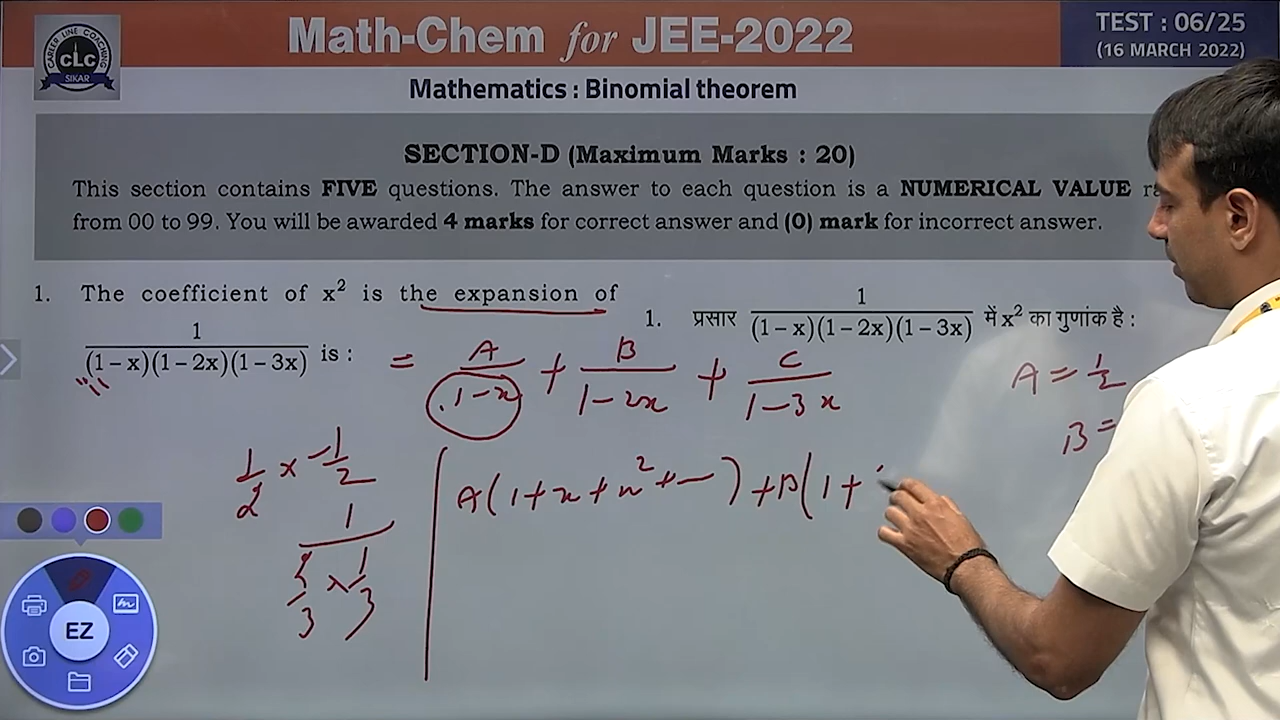 CAREER LINE COACHING
CLC
SIKAR
Math-Chem for JEE-2022
TEST : 06/25
(16 MARCH 2022)
Mathematics : Binomial theorem
SECTION-D (Maximum Marks : 20)
This section contains FIVE questions. The answer to each question is a NUMERICAL VALUE
from 00 to 99. You will be awarded 4 marks for correct answer and (0) mark for incorrect answer.
1. The coefficient of x² is the expansion of
1/((1−x)(1−2x)(1−3x)) is :
1. प्रसार 1/((1−x)(1−2x)(1−3x)) में x² का गुणांक है :
= A/(1−x) + B/(1−2x) + C/(1−3x)
A = 1/2
B =
1/2 × −1/2
1/(2/3 × 1/3)
A(1+x+x²+—) + B(1+
EZ